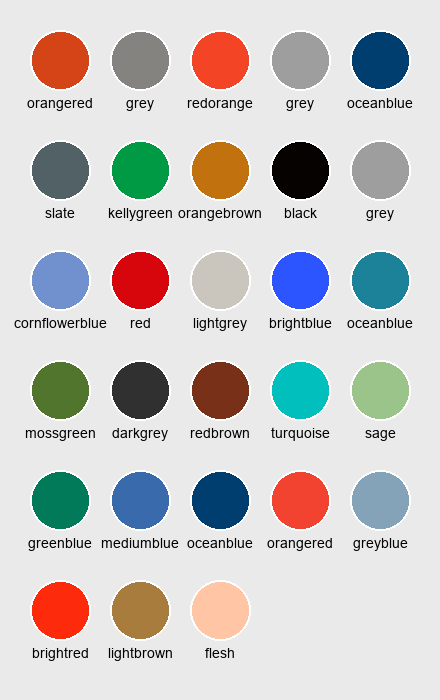 orangered grey redorange grey oceanblue
slate kellygreen orangebrown black grey
cornflowerblue red lightgrey brightblue oceanblue
mossgreen darkgrey redbrown turquoise sage
greenblue mediumblue oceanblue orangered greyblue
brightred lightbrown flesh